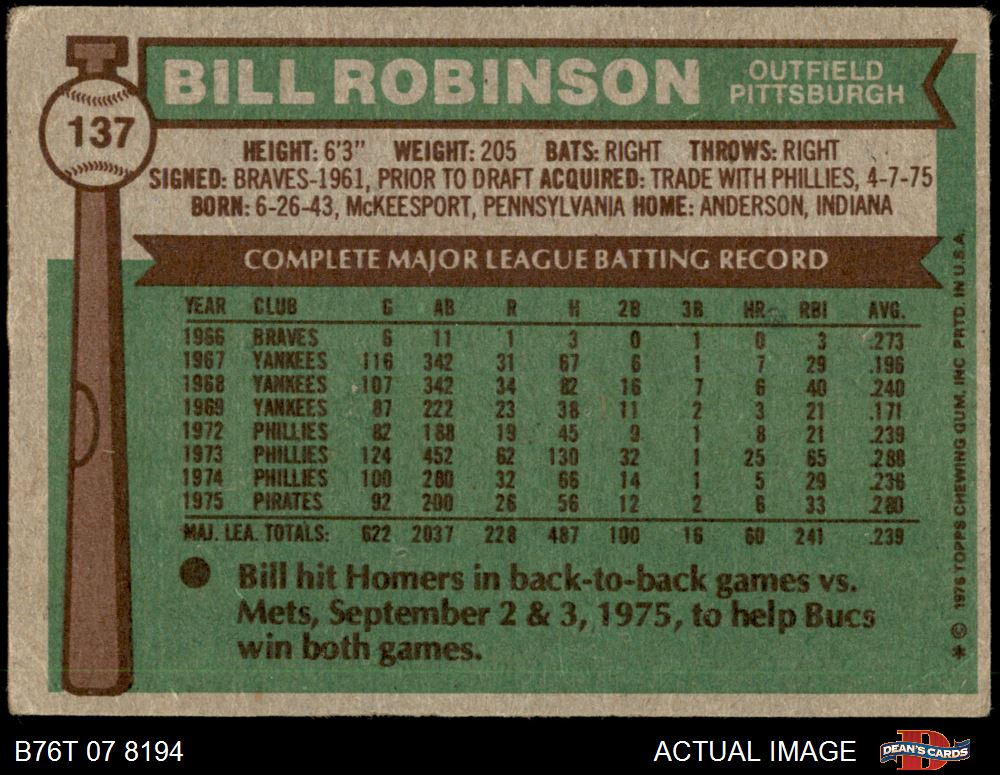 137
BILL ROBINSON
OUTFIELD
PITTSBURGH
HEIGHT: 6'3" WEIGHT: 205 BATS: RIGHT THROWS: RIGHT
SIGNED: BRAVES-1961, PRIOR TO DRAFT ACQUIRED: TRADE WITH PHILLIES, 4-7-75
BORN: 6-26-43, McKEESPORT, PENNSYLVANIA HOME: ANDERSON, INDIANA
COMPLETE MAJOR LEAGUE BATTING RECORD
YEAR CLUB G AB R H 2B 3B HR RBI AVG.
1966 BRAVES 6 11 1 3 0 1 0 3 .273
1967 YANKEES 116 342 31 67 6 1 7 29 .196
1968 YANKEES 107 342 34 82 16 7 6 40 .240
1969 YANKEES 87 222 23 38 11 2 3 21 .171
1972 PHILLIES 82 188 19 45 9 1 8 21 .239
1973 PHILLIES 124 452 62 130 32 1 25 65 .288
1974 PHILLIES 100 280 32 66 14 1 5 29 .236
1975 PIRATES 92 200 26 56 12 2 6 33 .280
MAJ. LEA. TOTALS: 622 2037 228 487 100 16 60 241 .239
Bill hit Homers in back-to-back games vs.
Mets, September 2 & 3, 1975, to help Bucs
win both games.
* © 1976 TOPPS CHEWING GUM, INC PRTD. IN U.S.A.
B76T 07 8194
ACTUAL IMAGE
D
DEAN'S CARDS